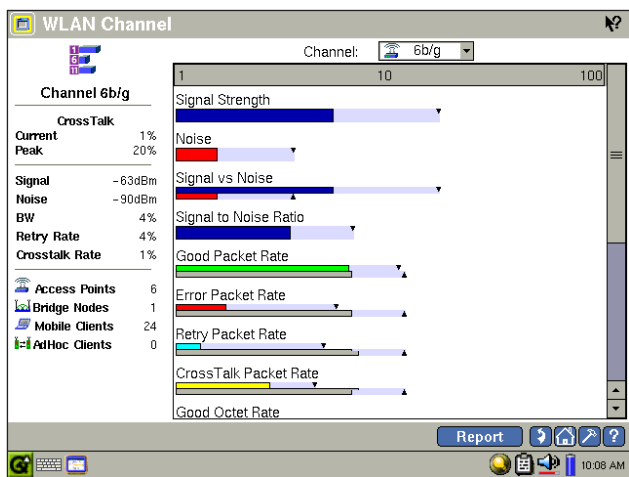 WLAN Channel
?
1
6
11
Channel 6b/g
CrossTalk
Current 1%
Peak 20%
Signal -63dBm
Noise -90dBm
BW 4%
Retry Rate 4%
Crosstalk Rate 1%
Access Points 6
Bridge Nodes 1
Mobile Clients 24
AdHoc Clients 0
Channel: 6b/g
1 10 100
Signal Strength
Noise
Signal vs Noise
Signal to Noise Ratio
Good Packet Rate
Error Packet Rate
Retry Packet Rate
CrossTalk Packet Rate
Good Octet Rate
Report ?
10:08 AM